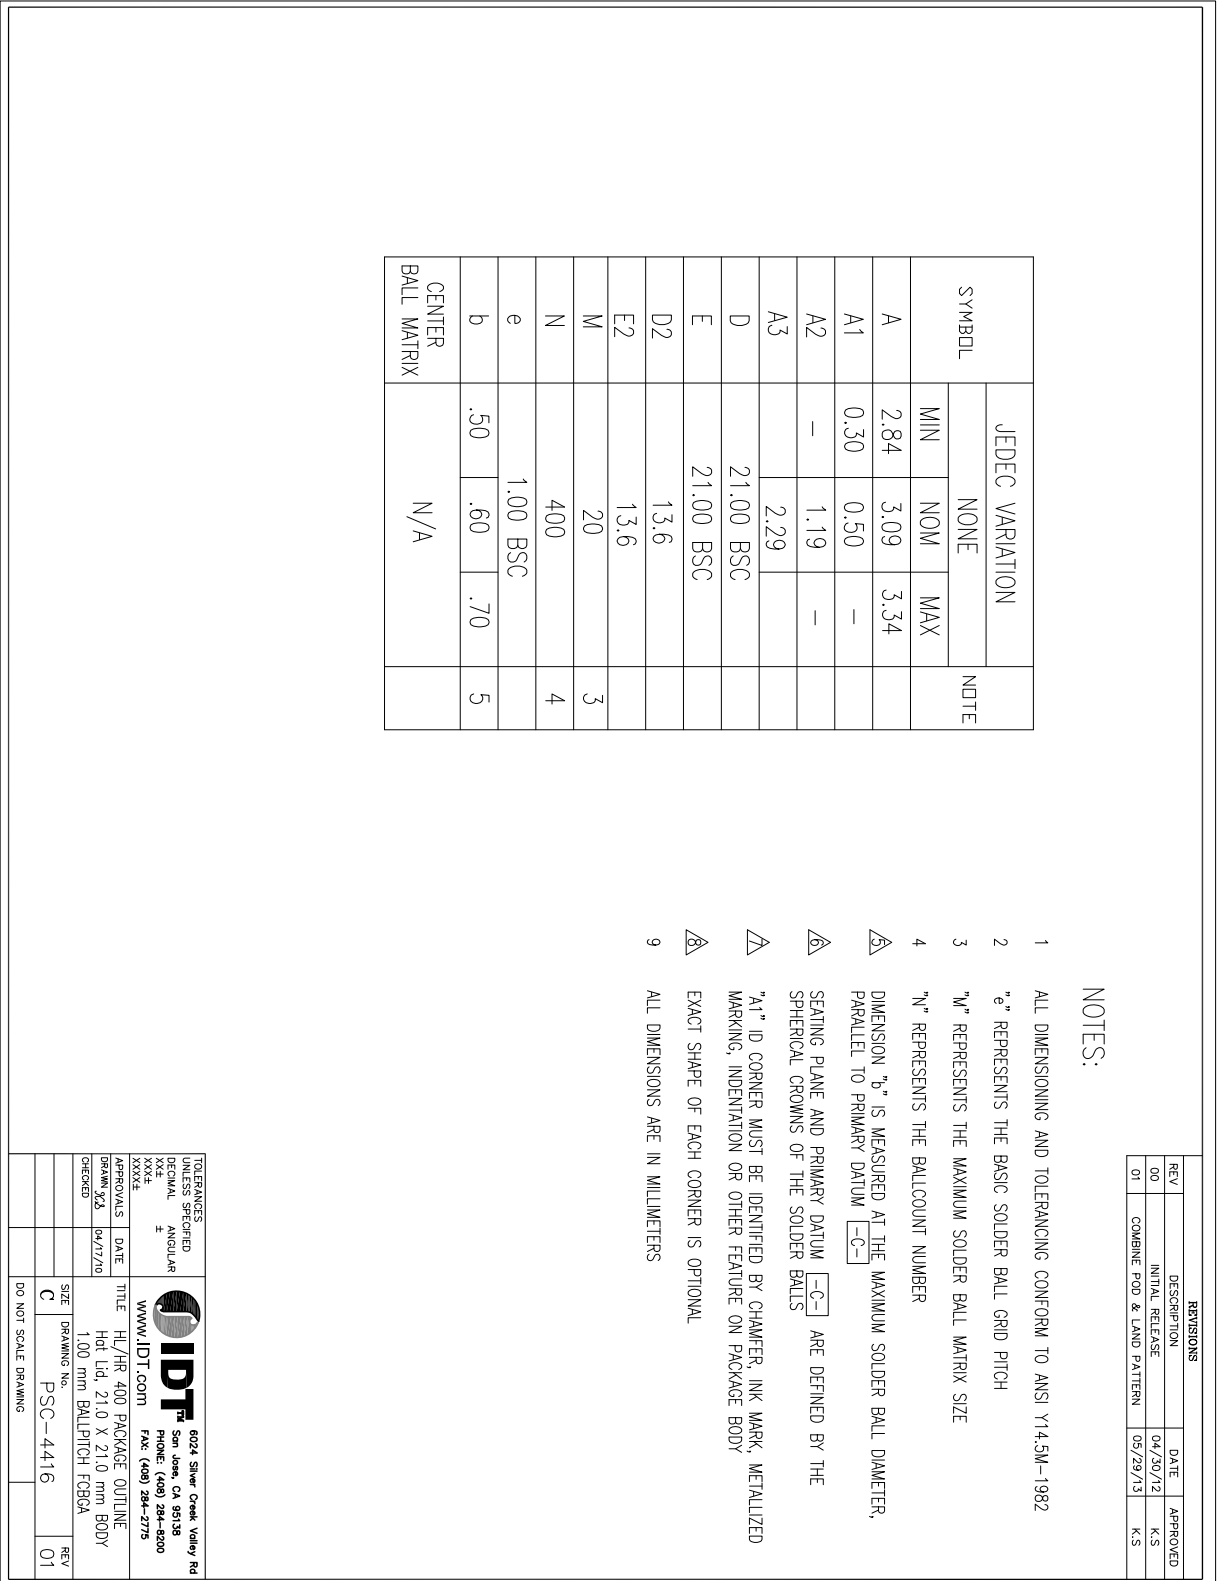 REVISIONS
REV DESCRIPTION DATE APPROVED
00 INITIAL RELEASE 04/30/12 K.S
01 COMBINE POD & LAND PATTERN 05/29/13 K.S
SYMBOL JEDEC VARIATION NOTE
NONE
MIN NOM MAX
A 2.84 3.09 3.34
A1 0.30 0.50 –
A2 – 1.19 –
A3 2.29
D 21.00 BSC
E 21.00 BSC
D2 13.6
E2 13.6
M 20 3
N 400 4
e 1.00 BSC
b .50 .60 .70 5
CENTER
BALL MATRIX N/A
NOTES:
1 ALL DIMENSIONING AND TOLERANCING CONFORM TO ANSI Y14.5M–1982
2 "e" REPRESENTS THE BASIC SOLDER BALL GRID PITCH
3 "M" REPRESENTS THE MAXIMUM SOLDER BALL MATRIX SIZE
4 "N" REPRESENTS THE BALLCOUNT NUMBER
5 DIMENSION "b" IS MEASURED AT THE MAXIMUM SOLDER BALL DIAMETER,
PARALLEL TO PRIMARY DATUM -C-
6 SEATING PLANE AND PRIMARY DATUM -C- ARE DEFINED BY THE
SPHERICAL CROWNS OF THE SOLDER BALLS
7 "A1" ID CORNER MUST BE IDENTIFIED BY CHAMFER, INK MARK, METALLIZED
MARKING, INDENTATION OR OTHER FEATURE ON PACKAGE BODY
8 EXACT SHAPE OF EACH CORNER IS OPTIONAL
9 ALL DIMENSIONS ARE IN MILLIMETERS
TOLERANCES
UNLESS SPECIFIED
DECIMAL ANGULAR
XX± ±
XXX±
XXXX±
APPROVALS DATE
DRAWN 04/17/10
CHECKED
IDT™
www.IDT.com
6024 Silver Creek Valley Rd
San Jose, CA 95138
PHONE: (408) 284-8200
FAX: (408) 284-2775
TITLE HL/HR 400 PACKAGE OUTLINE
Hat Lid, 21.0 X 21.0 mm BODY
1.00 mm BALLPITCH FCBGA
SIZE DRAWING No. REV
C PSC-4416 01
DO NOT SCALE DRAWING